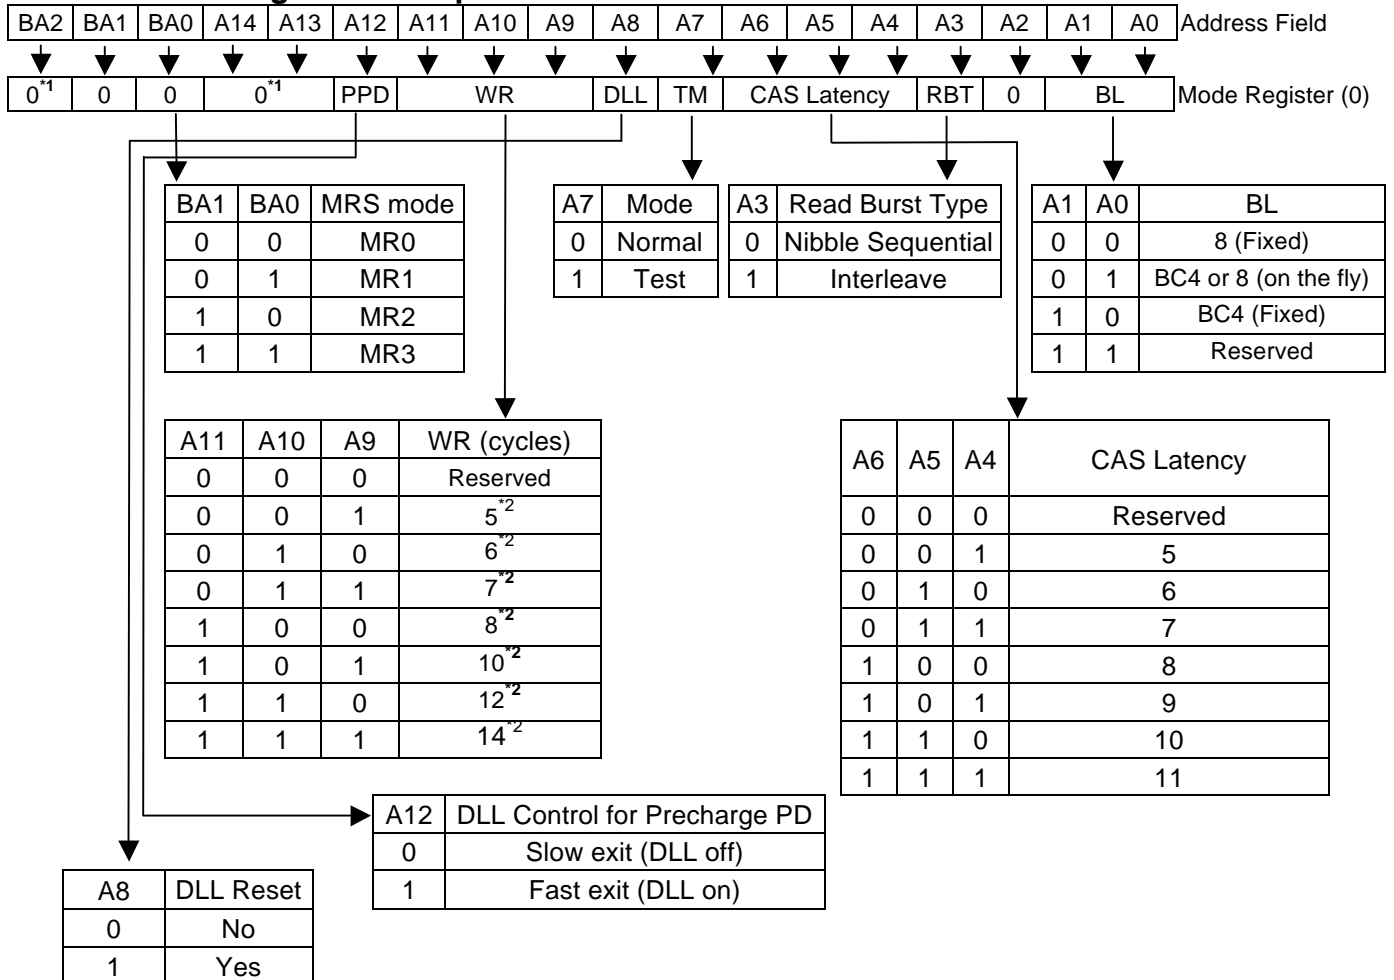 BA2 BA1 BA0 A14 A13 A12 A11 A10 A9 A8 A7 A6 A5 A4 A3 A2 A1 A0 Address Field
0*1 0 0 0*1 PPD WR DLL TM CAS Latency RBT 0 BL Mode Register (0)
BA1 BA0 MRS mode
0 0 MR0
0 1 MR1
1 0 MR2
1 1 MR3
A7 Mode
0 Normal
1 Test
A3 Read Burst Type
0 Nibble Sequential
1 Interleave
A1 A0 BL
0 0 8 (Fixed)
0 1 BC4 or 8 (on the fly)
1 0 BC4 (Fixed)
1 1 Reserved
A11 A10 A9 WR (cycles)
0 0 0 Reserved
0 0 1 5*2
0 1 0 6*2
0 1 1 7*2
1 0 0 8*2
1 0 1 10*2
1 1 0 12*2
1 1 1 14*2
A6 A5 A4 CAS Latency
0 0 0 Reserved
0 0 1 5
0 1 0 6
0 1 1 7
1 0 0 8
1 0 1 9
1 1 0 10
1 1 1 11
A12 DLL Control for Precharge PD
0 Slow exit (DLL off)
1 Fast exit (DLL on)
A8 DLL Reset
0 No
1 Yes